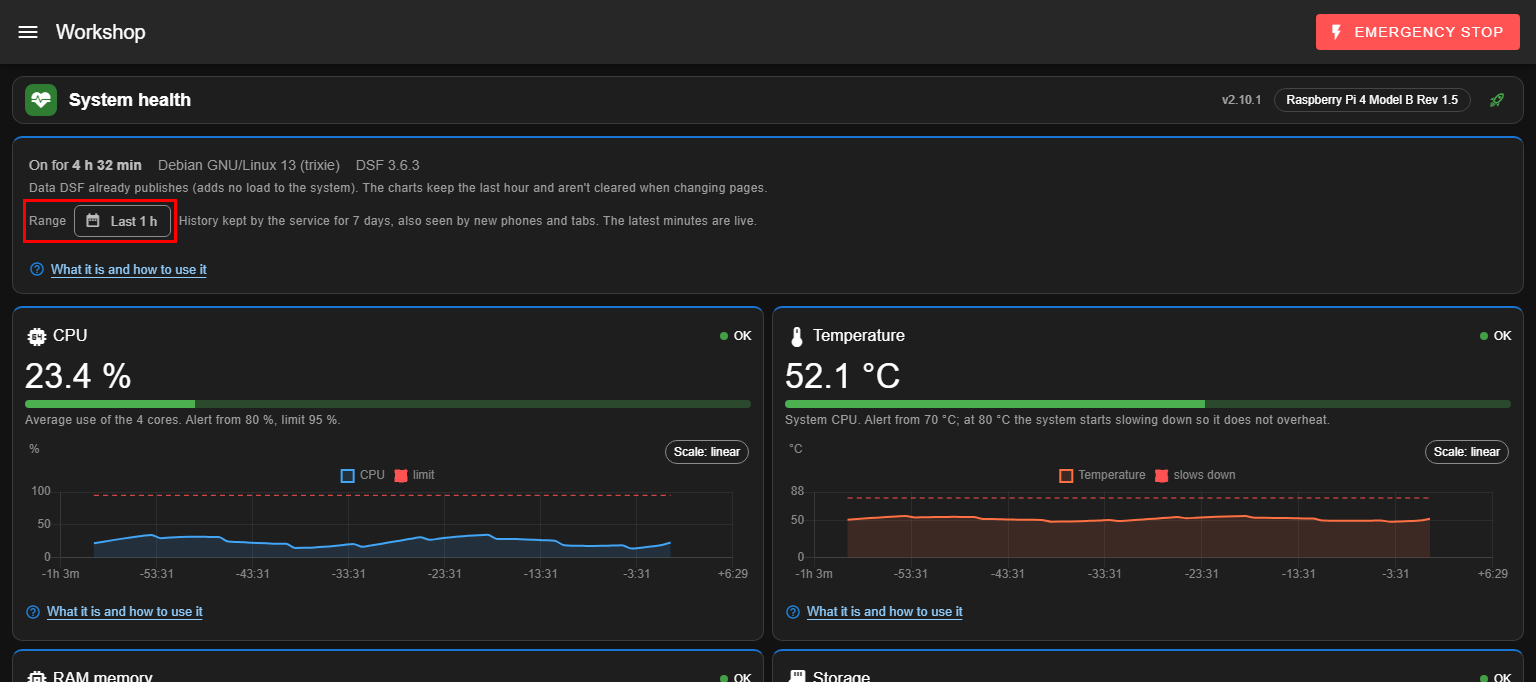 Workshop
EMERGENCY STOP
System health
v2.10.1
Raspberry Pi 4 Model B Rev 1.5
On for 4 h 32 min Debian GNU/Linux 13 (trixie) DSF 3.6.3
Data DSF already publishes (adds no load to the system). The charts keep the last hour and aren't cleared when changing pages.
Range Last 1 h History kept by the service for 7 days, also seen by new phones and tabs. The latest minutes are live.
What it is and how to use it
64 CPU
OK
23.4 %
Average use of the 4 cores. Alert from 80 %, limit 95 %.
%
Scale: linear
CPU limit
100
50
0
-1h 3m -53:31 -43:31 -33:31 -23:31 -13:31 -3:31 +6:29
What it is and how to use it
Temperature
OK
52.1 °C
System CPU. Alert from 70 °C; at 80 °C the system starts slowing down so it does not overheat.
°C
Scale: linear
Temperature slows down
88
50
0
-1h 3m -53:31 -43:31 -33:31 -23:31 -13:31 -3:31 +6:29
What it is and how to use it
RAM memory
OK
Storage
OK